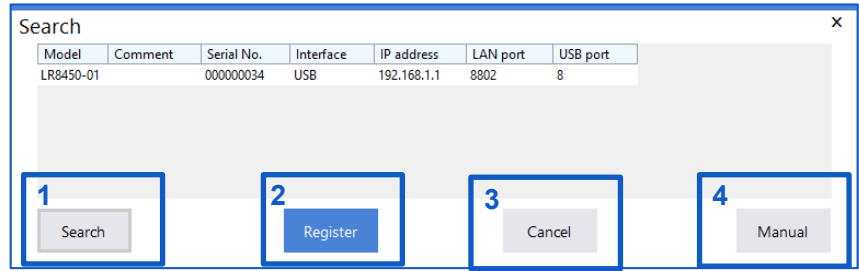 Search x
Model Comment Serial No. Interface IP address LAN port USB port
LR8450-01 000000034 USB 192.168.1.1 8802 8
1 2 3 4
Search Register Cancel Manual